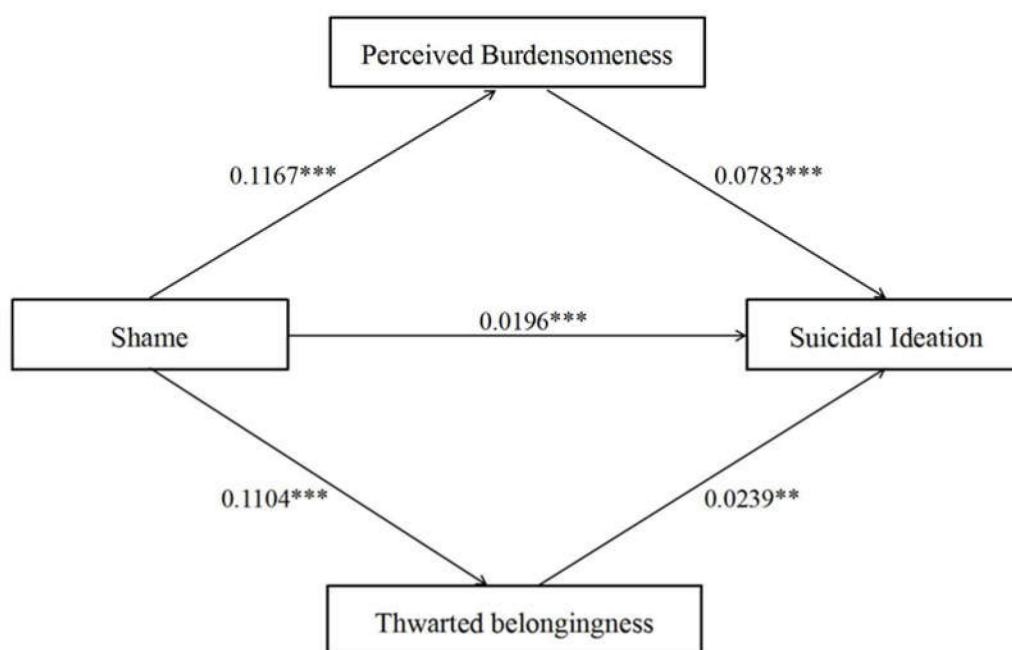 Perceived Burdensomeness
0.1167***
0.0783***
Shame
0.0196***
Suicidal Ideation
0.1104***
0.0239**
Thwarted belongingness